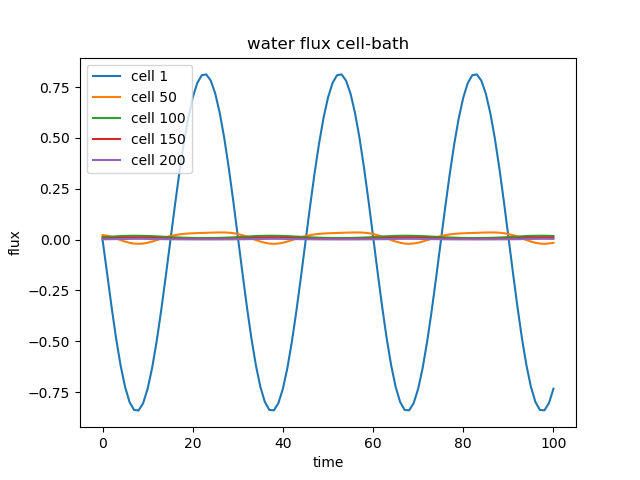 water flux cell-bath
cell 1
cell 50
cell 100
cell 150
cell 200
0.75
0.50
0.25
0.00
−0.25
−0.50
−0.75
flux
0 20 40 60 80 100
time